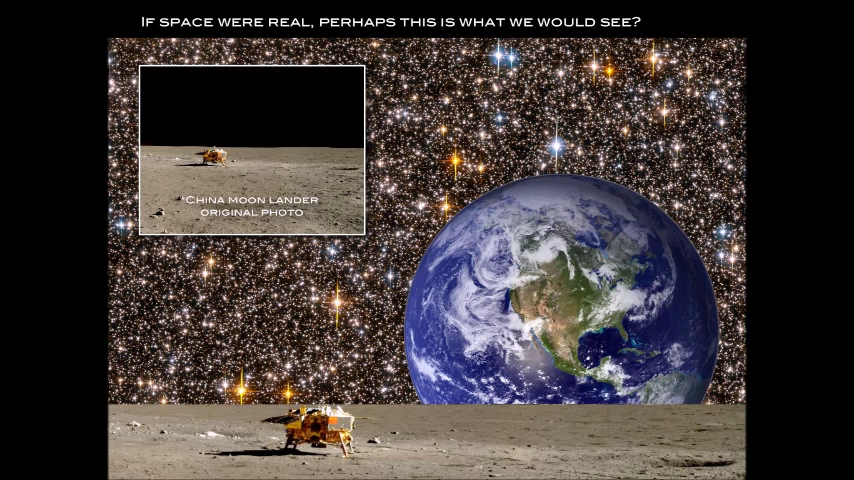 If space were real, perhaps this is what we would see?
*China moon lander
original photo